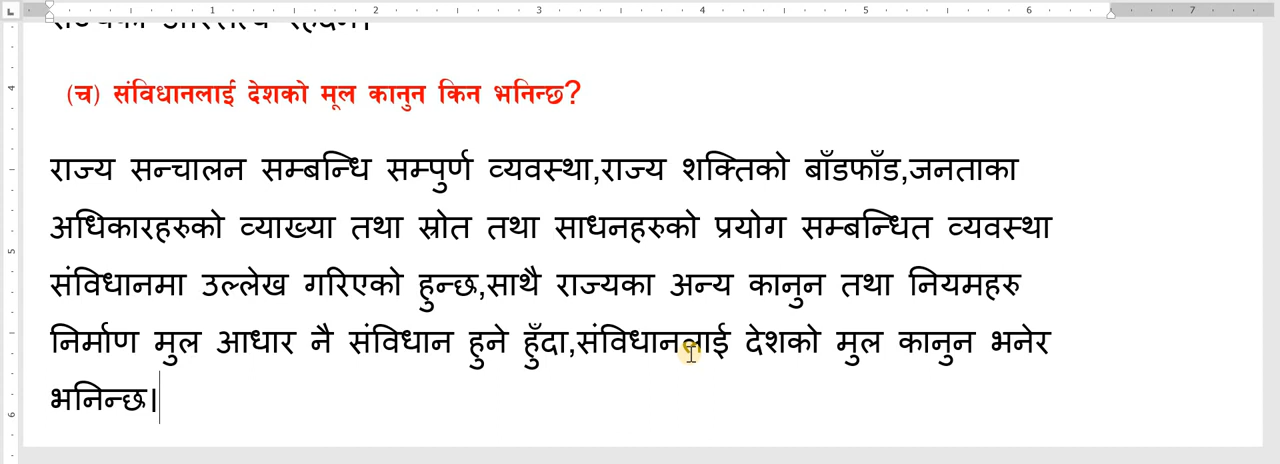 (च) संविधानलाई देशको मूल कानुन किन भनिन्छ?
राज्य सन्चालन सम्बन्धि सम्पुर्ण व्यवस्था,राज्य शक्तिको बाँडफाँड,जनताका
अधिकारहरुको व्याख्या तथा स्रोत तथा साधनहरुको प्रयोग सम्बन्धित व्यवस्था
संविधानमा उल्लेख गरिएको हुन्छ,साथै राज्यका अन्य कानुन तथा नियमहरु
निर्माण मुल आधार नै संविधान हुने हुँदा,संविधानलाई देशको मुल कानुन भनेर
भनिन्छ।